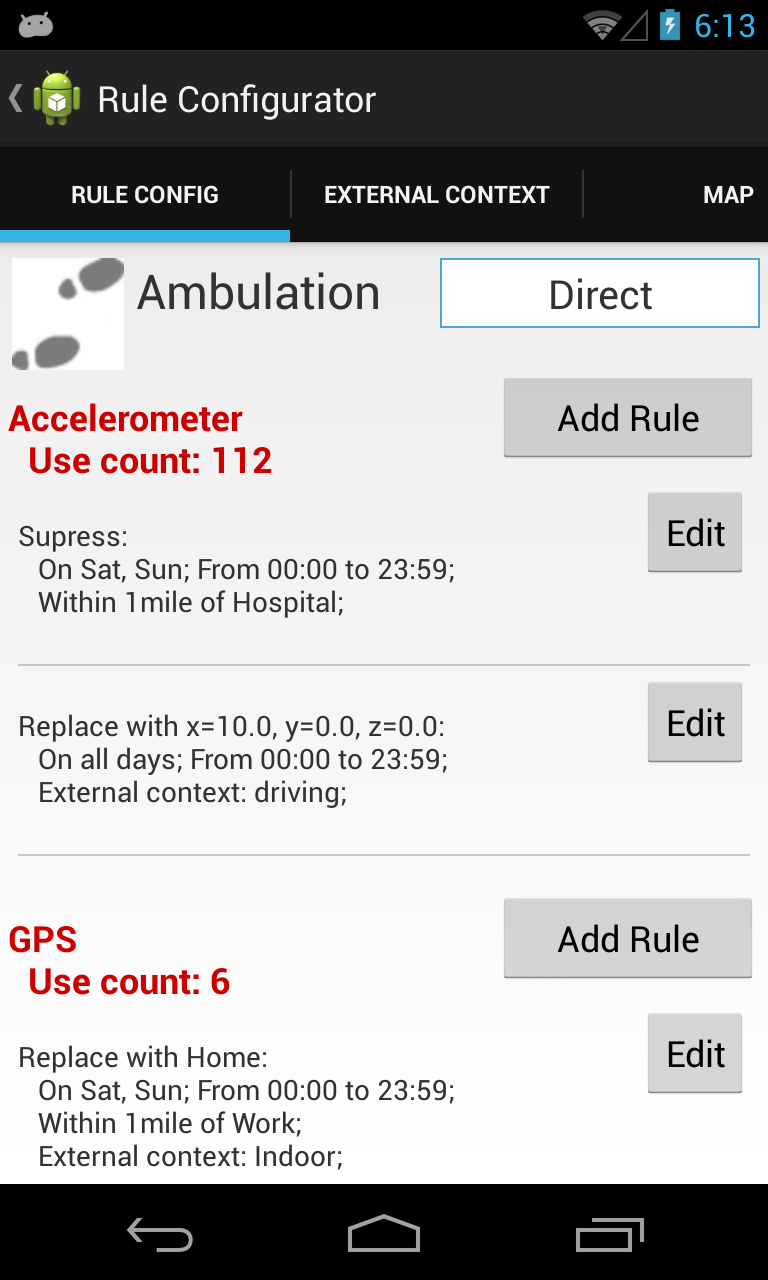 6:13
Rule Configurator
RULE CONFIG
EXTERNAL CONTEXT
MAP
Ambulation
Direct
Accelerometer
Add Rule
Use count: 112
Edit
Supress:
On Sat, Sun; From 00:00 to 23:59;
Within 1mile of Hospital;
Edit
Replace with x=10.0, y=0.0, z=0.0:
On all days; From 00:00 to 23:59;
External context: driving;
GPS
Add Rule
Use count: 6
Edit
Replace with Home:
On Sat, Sun; From 00:00 to 23:59;
Within 1mile of Work;
External context: Indoor;